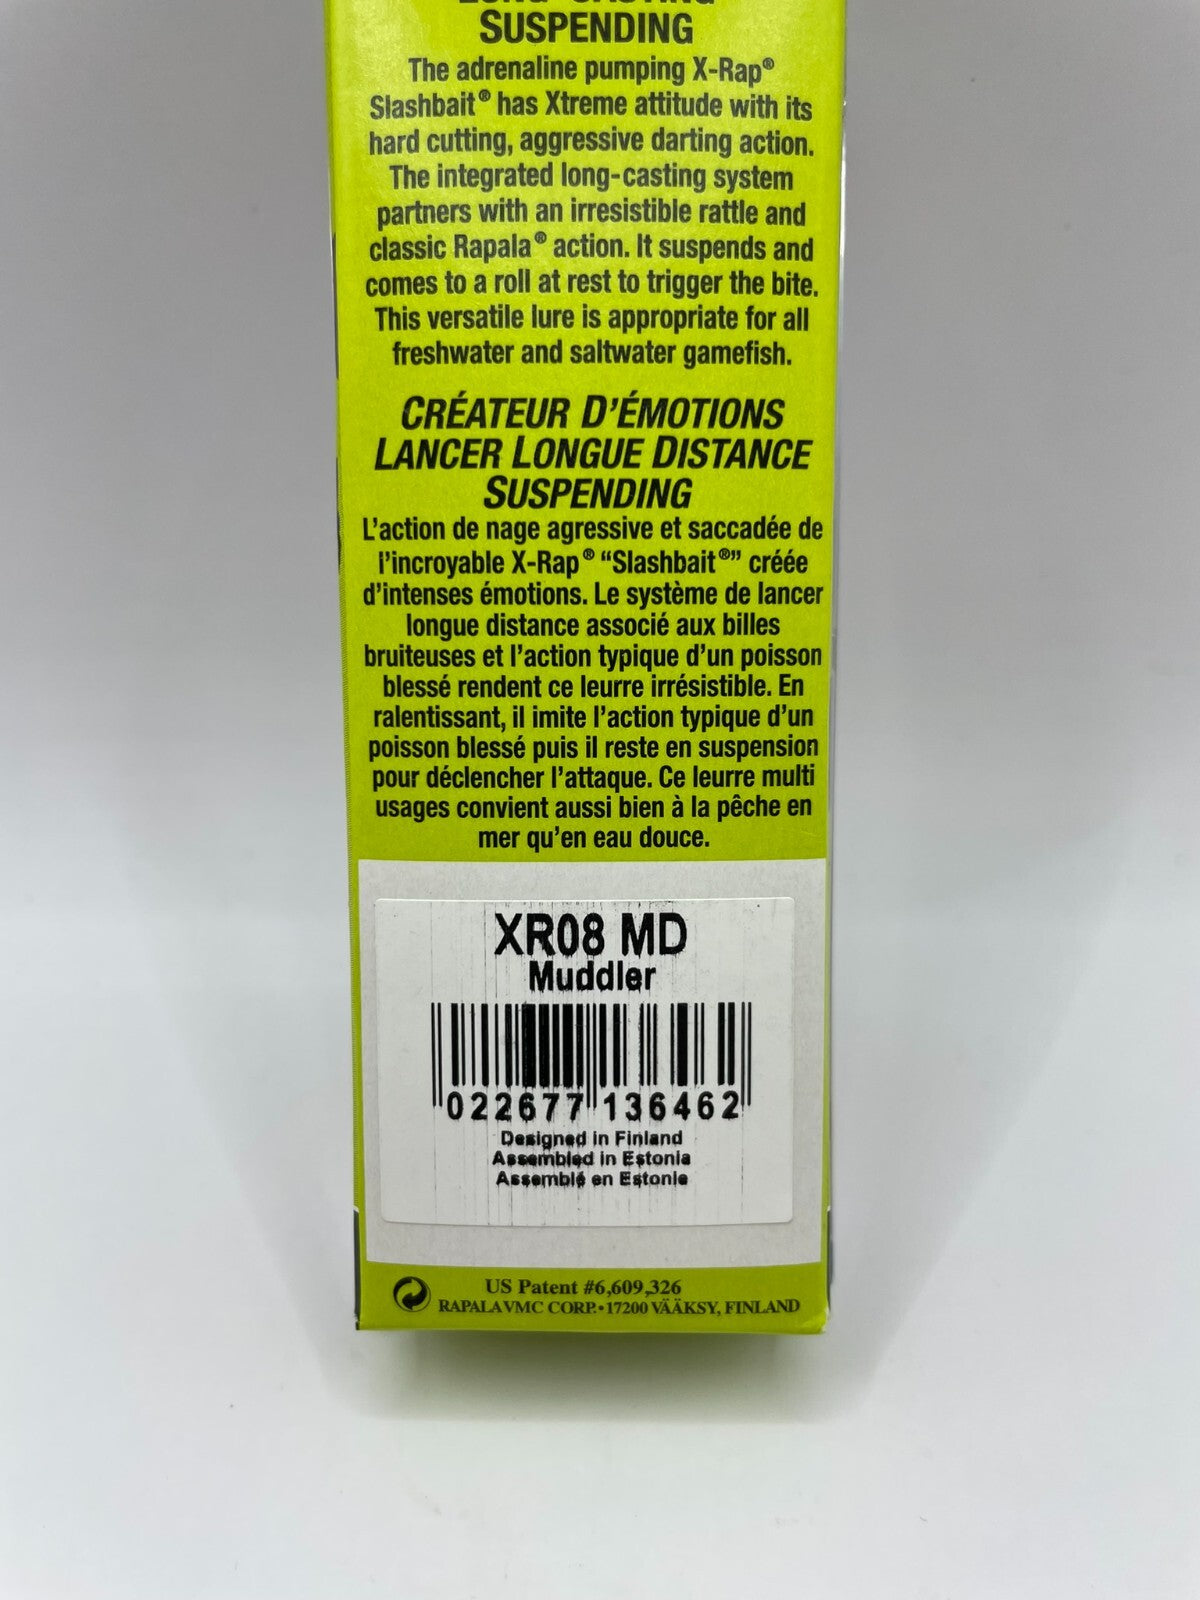 LONG-CASTING
SUSPENDING
The adrenaline pumping X-Rap®
Slashbait® has Xtreme attitude with its
hard cutting, aggressive darting action.
The integrated long-casting system
partners with an irresistible rattle and
classic Rapala® action. It suspends and
comes to a roll at rest to trigger the bite.
This versatile lure is appropriate for all
freshwater and saltwater gamefish.
CRÉATEUR D'ÉMOTIONS
LANCER LONGUE DISTANCE
SUSPENDING
L'action de nage agressive et saccadée de
l'incroyable X-Rap® “Slashbait®” créée
d'intenses émotions. Le système de lancer
longue distance associé aux billes
bruiteuses et l'action typique d'un poisson
blessé rendent ce leurre irrésistible. En
ralentissant, il imite l'action typique d'un
poisson blessé puis il reste en suspension
pour déclencher l'attaque. Ce leurre multi
usages convient aussi bien à la pêche en
mer qu'en eau douce.
XR08 MD
Muddler
022677 136462
Designed in Finland
Assembled in Estonia
Assemblé en Estonie
US Patent #6,609,326
RAPALA VMC CORP. • 17200 VÄÄKSY, FINLAND